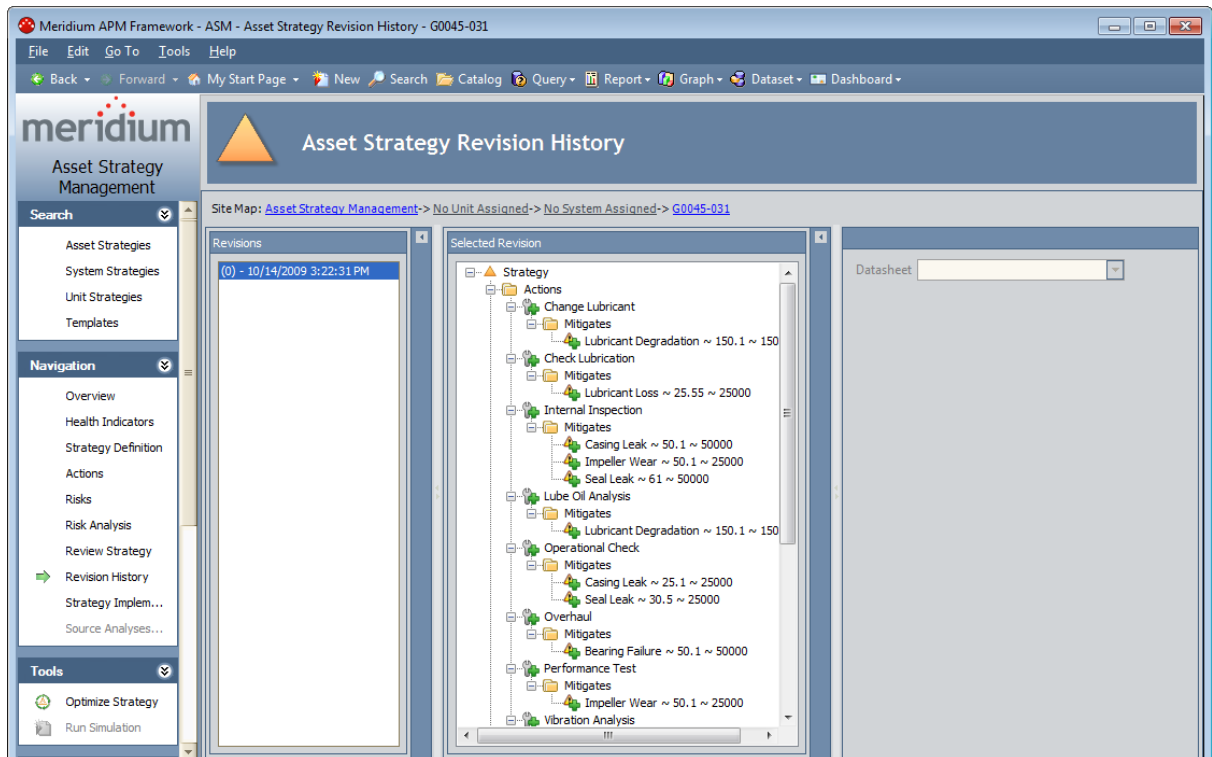 Meridium APM Framework - ASM - Asset Strategy Revision History - G0045-031
File Edit Go To Tools Help
Back Forward My Start Page New Search Catalog Query Report Graph Dataset Dashboard
meridium
Asset Strategy
Management
Asset Strategy Revision History
Site Map: Asset Strategy Management-> No Unit Assigned-> No System Assigned-> G0045-031
Search
Asset Strategies
System Strategies
Unit Strategies
Templates
Navigation
Overview
Health Indicators
Strategy Definition
Actions
Risks
Risk Analysis
Review Strategy
Revision History
Strategy Implem...
Source Analyses...
Tools
Optimize Strategy
Run Simulation
Revisions
(0) - 10/14/2009 3:22:31 PM
Selected Revision
Strategy
Actions
Change Lubricant
Mitigates
Lubricant Degradation ~ 150.1 ~ 150
Check Lubrication
Mitigates
Lubricant Loss ~ 25.55 ~ 25000
Internal Inspection
Mitigates
Casing Leak ~ 50.1 ~ 50000
Impeller Wear ~ 50.1 ~ 25000
Seal Leak ~ 61 ~ 50000
Lube Oil Analysis
Mitigates
Lubricant Degradation ~ 150.1 ~ 150
Operational Check
Mitigates
Casing Leak ~ 25.1 ~ 25000
Seal Leak ~ 30.5 ~ 25000
Overhaul
Mitigates
Bearing Failure ~ 50.1 ~ 50000
Performance Test
Mitigates
Impeller Wear ~ 50.1 ~ 25000
Vibration Analysis
Datasheet